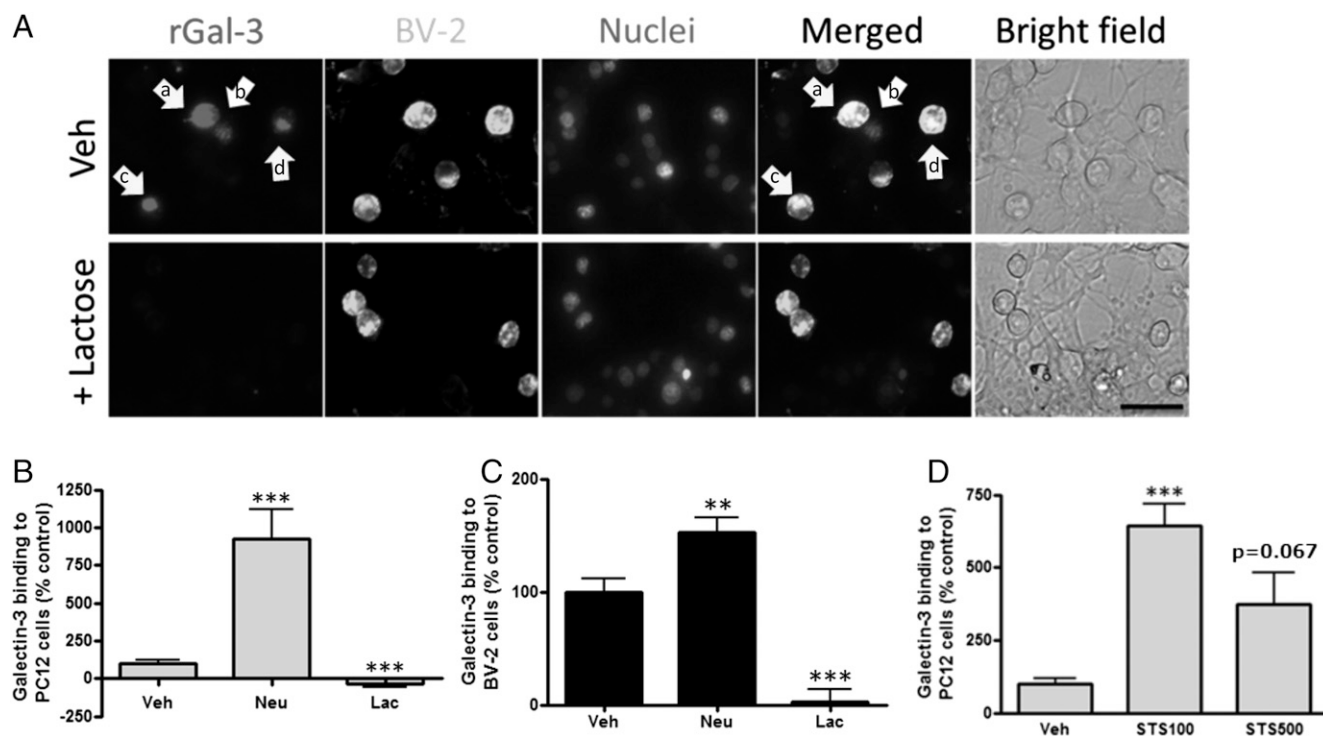 A
rGal-3
BV-2
Nuclei
Merged
Bright field
Veh
a
b
c
d
a
b
c
d
+ Lactose
B
Galectin-3 binding to
PC12 cells (% control)
1250
1000
750
500
250
0
-250
***
***
Veh
Neu
Lac
C
Galectin-3 binding to
BV-2 cells (% control)
200
100
0
**
***
Veh
Neu
Lac
D
Galectin-3 binding to
PC12 cells (% control)
750
500
250
0
***
p=0.067
Veh
STS100
STS500